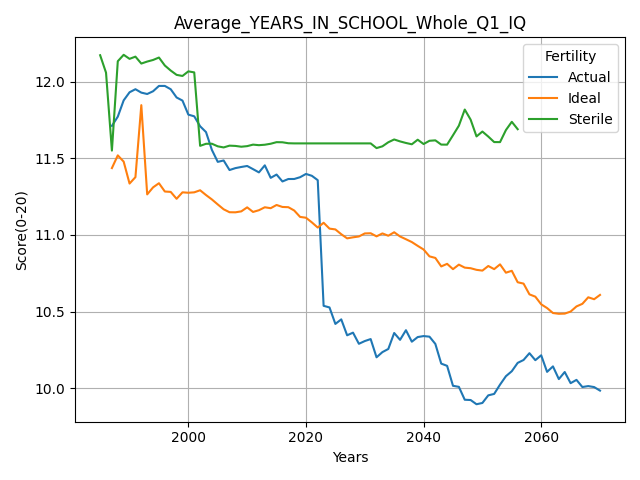 Average_YEARS_IN_SCHOOL_Whole_Q1_IQ
Fertility
Actual
Ideal
Sterile
12.0
11.5
11.0
10.5
10.0
Score(0-20)
2000
2020
2040
2060
Years